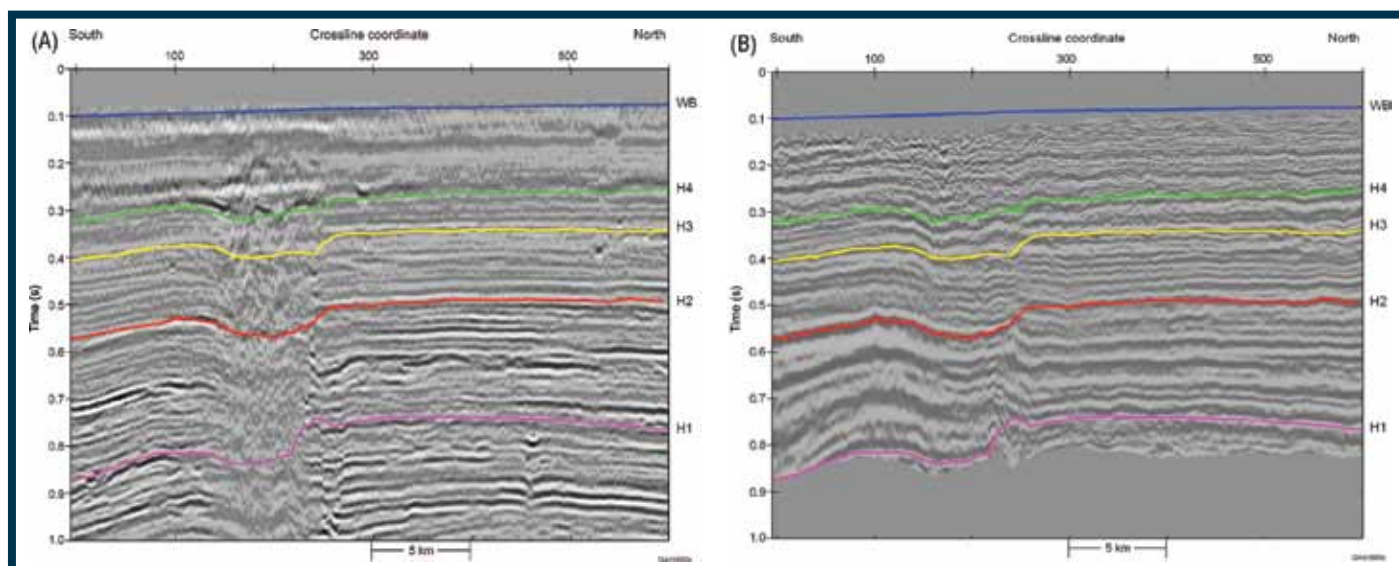 (A)
South Crossline coordinate North
100 300 500
0
0.1
0.2
0.3
0.4
0.5
0.6
0.7
0.8
0.9
1.0
Time (s)
WB
H4
H3
H2
H1
5 km
(B)
South Crossline coordinate North
100 300 500
0
0.1
0.2
0.3
0.4
0.5
0.6
0.7
0.8
0.9
1.0
Time (s)
WB
H4
H3
H2
H1
5 km